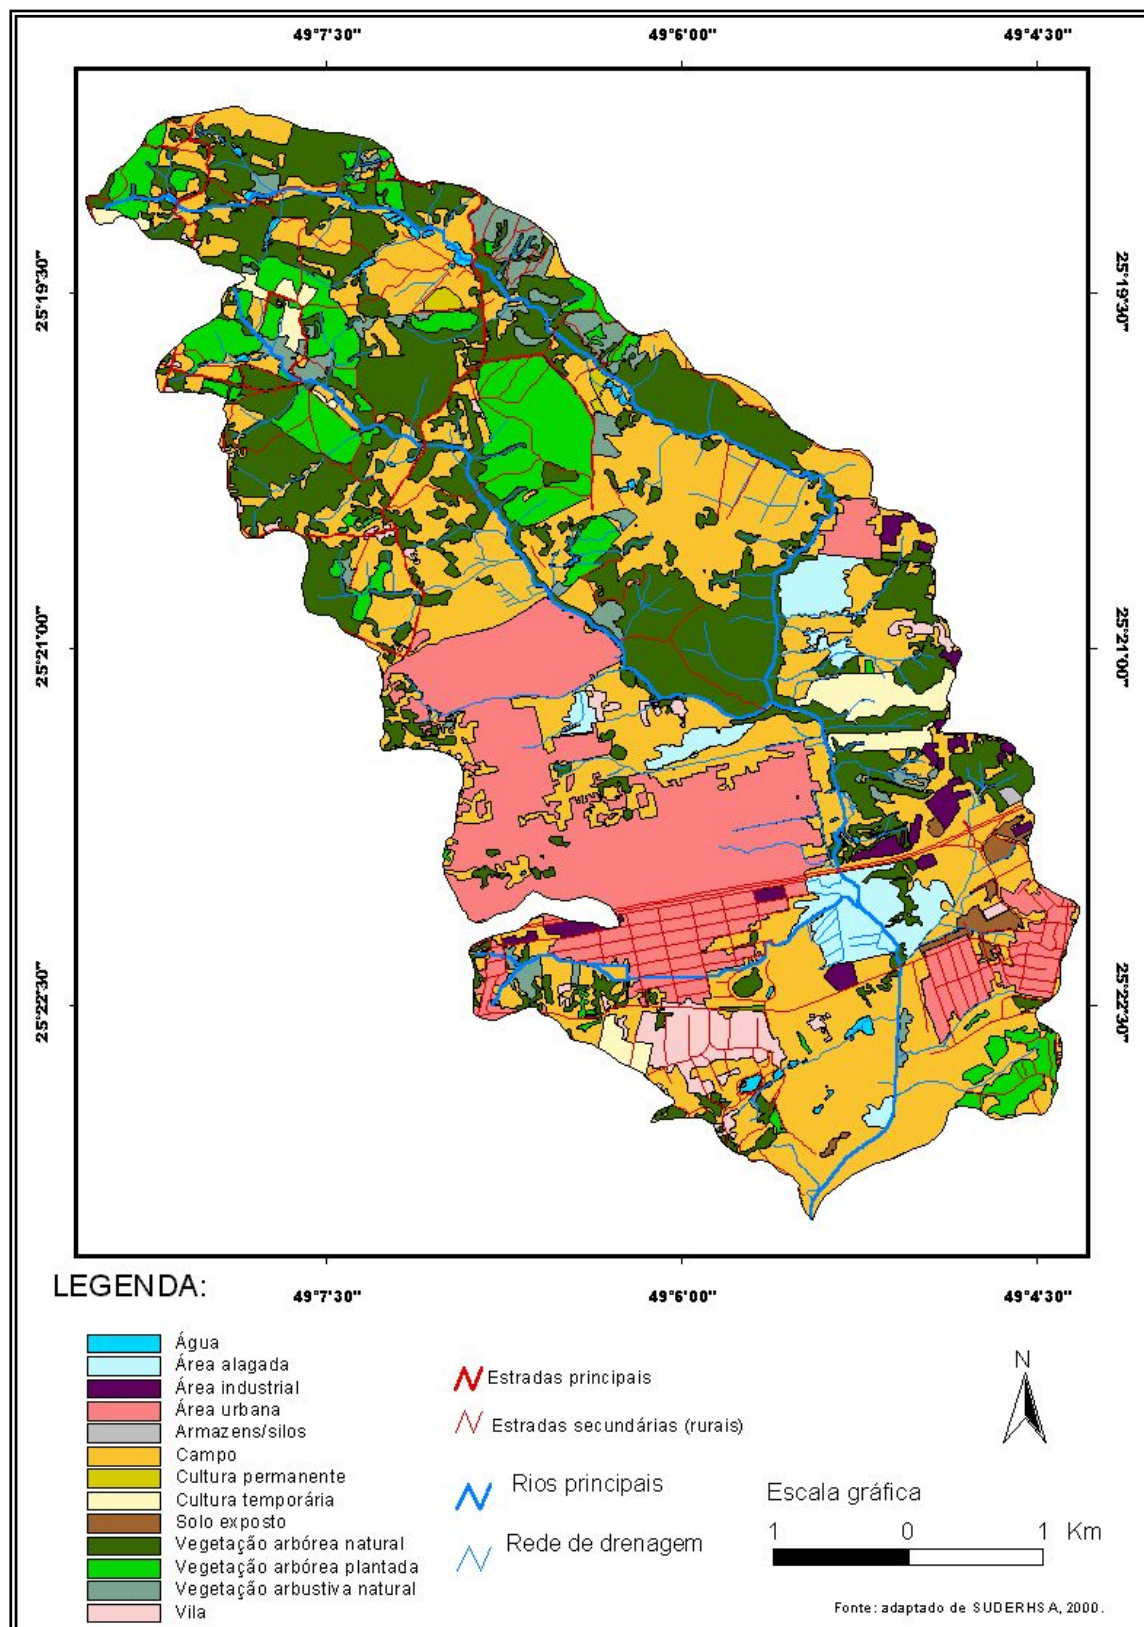 49°7'30" 49°6'00" 49°4'30"
25°19'30" 25°19'30"
25°21'00" 25°21'00"
25°22'30" 25°22'30"
49°7'30" 49°6'00" 49°4'30"
LEGENDA:
Água
Área alagada
Área industrial
Área urbana
Armazens/silos
Campo
Cultura permanente
Cultura temporária
Solo exposto
Vegetação arbórea natural
Vegetação arbórea plantada
Vegetação arbustiva natural
Vila
Estradas principais
Estradas secundárias (rurais)
Rios principais
Rede de drenagem
N
Escala gráfica
1 0 1 Km
Fonte: adaptado de SUDERHSA, 2000.